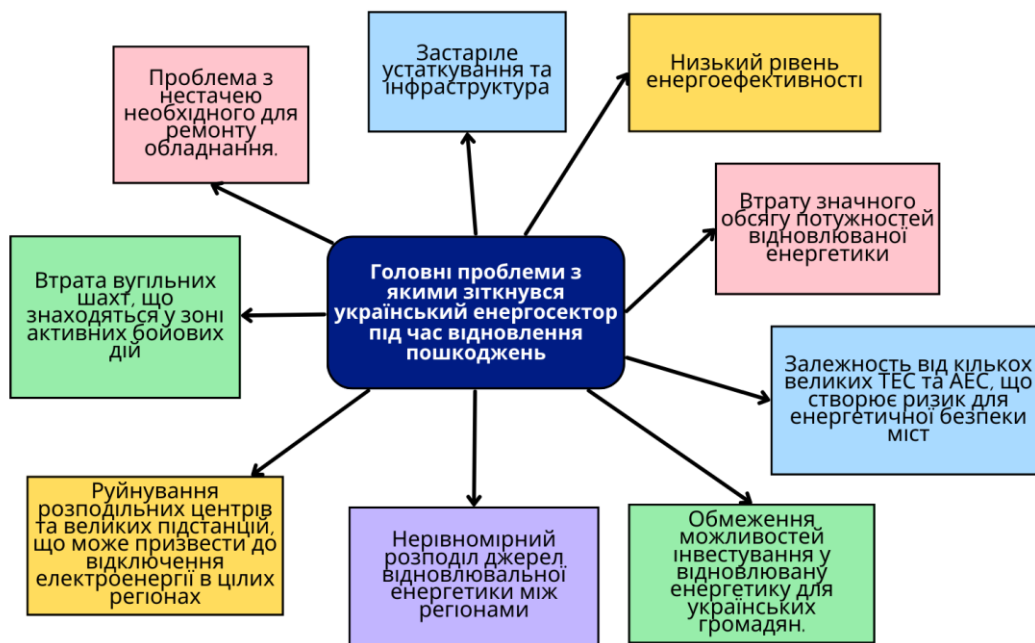 Проблема з
нестачею
необхідного для
ремонту
обладнання.
Застаріле
устаткування та
інфраструктура
Низький рівень
енергоефективності
Втрату значного
обсягу потужностей
відновлюваної
енергетики
Втрата вугільних
шахт, що
знаходяться у зоні
активних бойових
дій
Головні проблеми з
якими зіткнувся
український енергосектор
під час відновлення
пошкоджень
Залежность від кількох
великих ТЕС та АЕС, що
створює ризик для
енергетичної безпеки
міст
Руйнування
розподільних центрів
та великих підстанцій,
що може призвести до
відключення
електроенергії в цілих
регіонах
Нерівномірний
розподіл джерел
відновлювальної
енергетики між
регіонами
Обмеження
можливостей
інвестування у
відновлювану
енергетику для
українських
громадян.